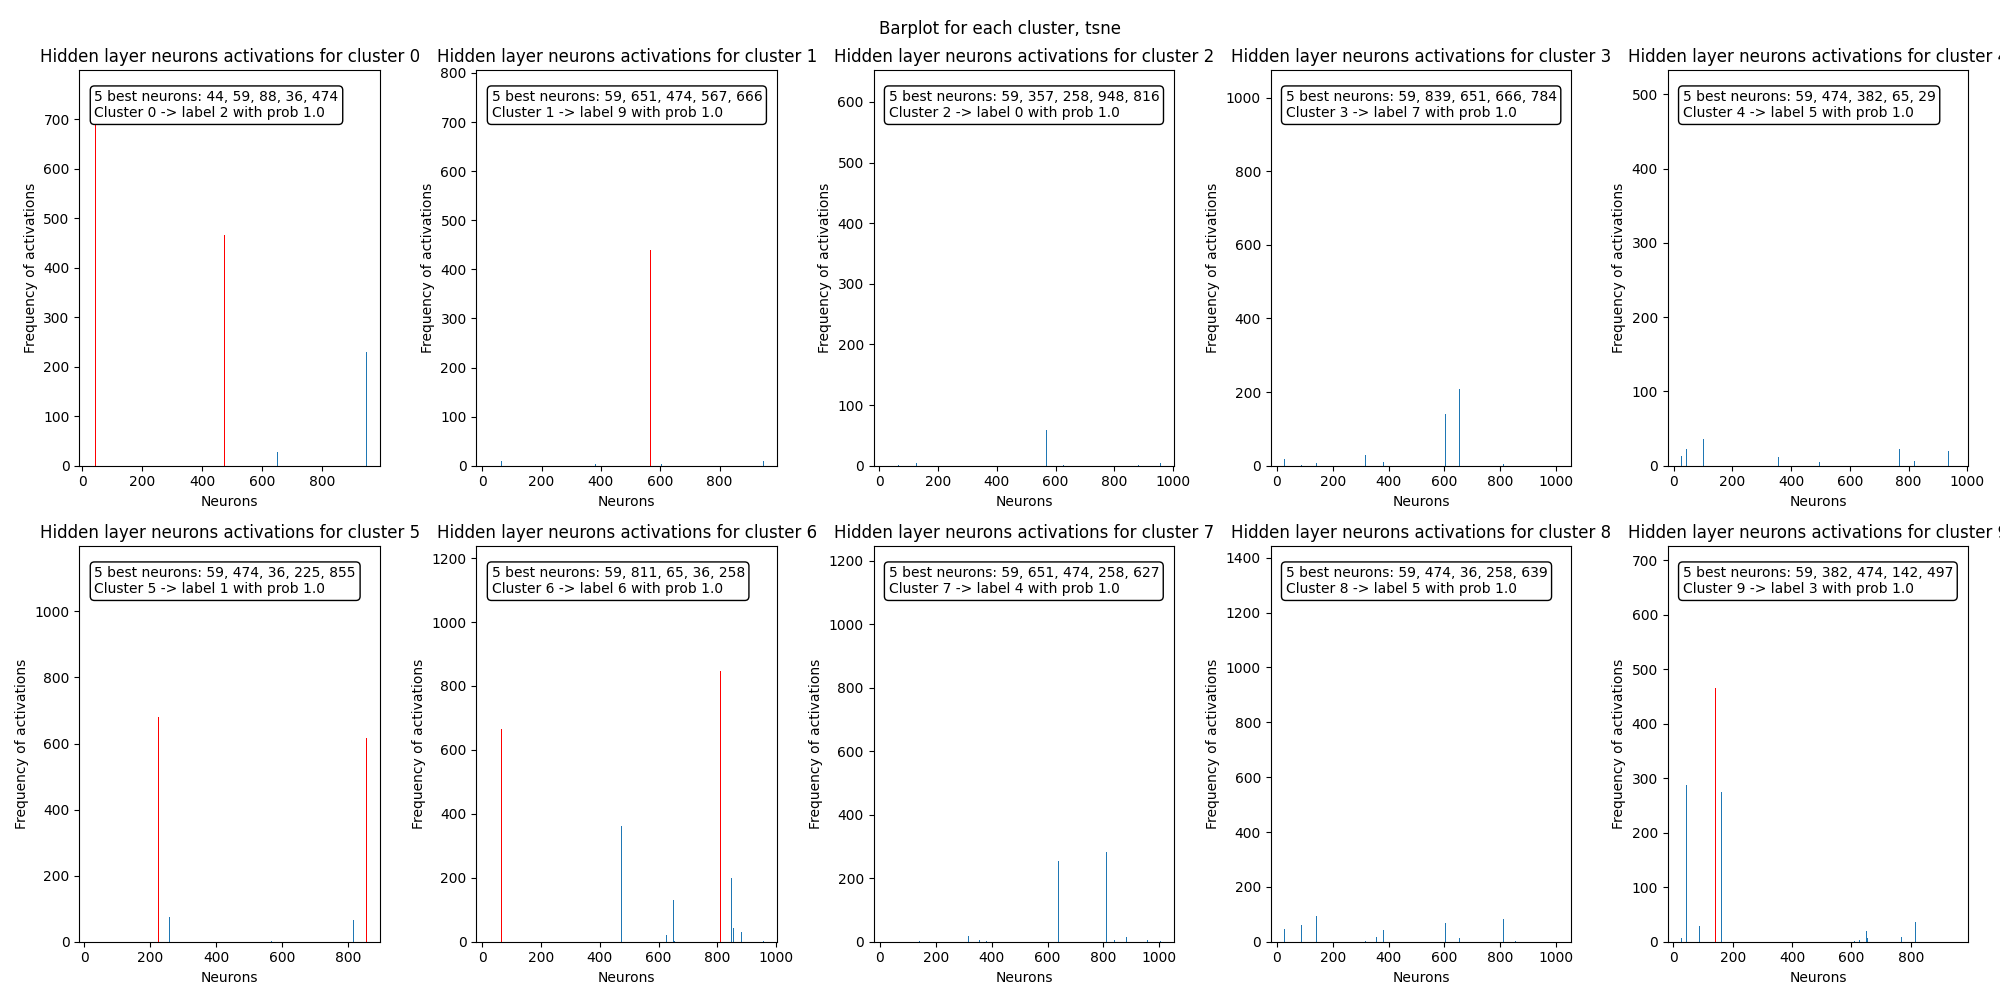 Barplot for each cluster, tsne
Hidden layer neurons activations for cluster 0
5 best neurons: 44, 59, 88, 36, 474
Cluster 0 -> label 2 with prob 1.0
Frequency of activations
700
600
500
400
300
200
100
0
0 200 400 600 800
Neurons
Hidden layer neurons activations for cluster 1
5 best neurons: 59, 651, 474, 567, 666
Cluster 1 -> label 9 with prob 1.0
Frequency of activations
800
700
600
500
400
300
200
100
0
0 200 400 600 800
Neurons
Hidden layer neurons activations for cluster 2
5 best neurons: 59, 357, 258, 948, 816
Cluster 2 -> label 0 with prob 1.0
Frequency of activations
600
500
400
300
200
100
0
0 200 400 600 800 1000
Neurons
Hidden layer neurons activations for cluster 3
5 best neurons: 59, 839, 651, 666, 784
Cluster 3 -> label 7 with prob 1.0
Frequency of activations
1000
800
600
400
200
0
0 200 400 600 800 1000
Neurons
Hidden layer neurons activations for cluster
5 best neurons: 59, 474, 382, 65, 29
Cluster 4 -> label 5 with prob 1.0
Frequency of activations
500
400
300
200
100
0
0 200 400 600 800 1000
Neurons
Hidden layer neurons activations for cluster 5
5 best neurons: 59, 474, 36, 225, 855
Cluster 5 -> label 1 with prob 1.0
Frequency of activations
1000
800
600
400
200
0
0 200 400 600 800
Neurons
Hidden layer neurons activations for cluster 6
5 best neurons: 59, 811, 65, 36, 258
Cluster 6 -> label 6 with prob 1.0
Frequency of activations
1200
1000
800
600
400
200
0
0 200 400 600 800 1000
Neurons
Hidden layer neurons activations for cluster 7
5 best neurons: 59, 651, 474, 258, 627
Cluster 7 -> label 4 with prob 1.0
Frequency of activations
1200
1000
800
600
400
200
0
0 200 400 600 800 1000
Neurons
Hidden layer neurons activations for cluster 8
5 best neurons: 59, 474, 36, 258, 639
Cluster 8 -> label 5 with prob 1.0
Frequency of activations
1400
1200
1000
800
600
400
200
0
0 200 400 600 800 1000
Neurons
Hidden layer neurons activations for cluster
5 best neurons: 59, 382, 474, 142, 497
Cluster 9 -> label 3 with prob 1.0
Frequency of activations
700
600
500
400
300
200
100
0
0 200 400 600 800
Neurons